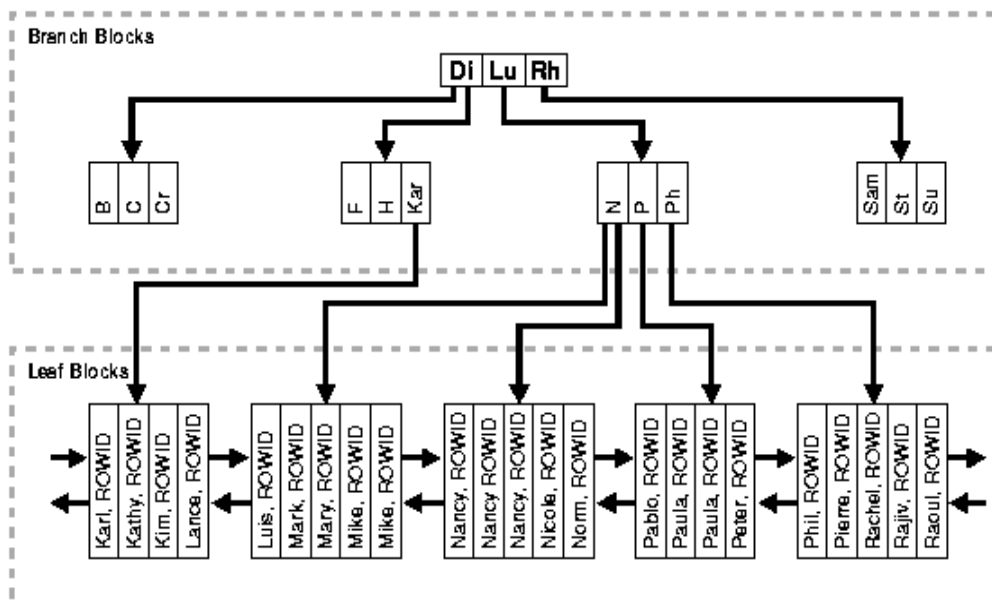 Branch Blocks
Di Lu Rh
B
C
Cr
F
H
Kar
N
P
Ph
Sam
St
Su
Leaf Blocks
Karl, ROWID
Kathy, ROWID
Kim, ROWID
Lance, ROWID
Luis, ROWID
Mark, ROWID
Mary, ROWID
Mike, ROWID
Mike, ROWID
Nancy, ROWID
Nancy ROWID
Nancy, ROWID
Nicole, ROWID
Norm, ROWID
Pablo, ROWID
Paula, ROWID
Paula, ROWID
Peter, ROWID
Phil, ROWID
Pierre, ROWID
Rachel, ROWID
Rajiv, ROWID
Raoul, ROWID